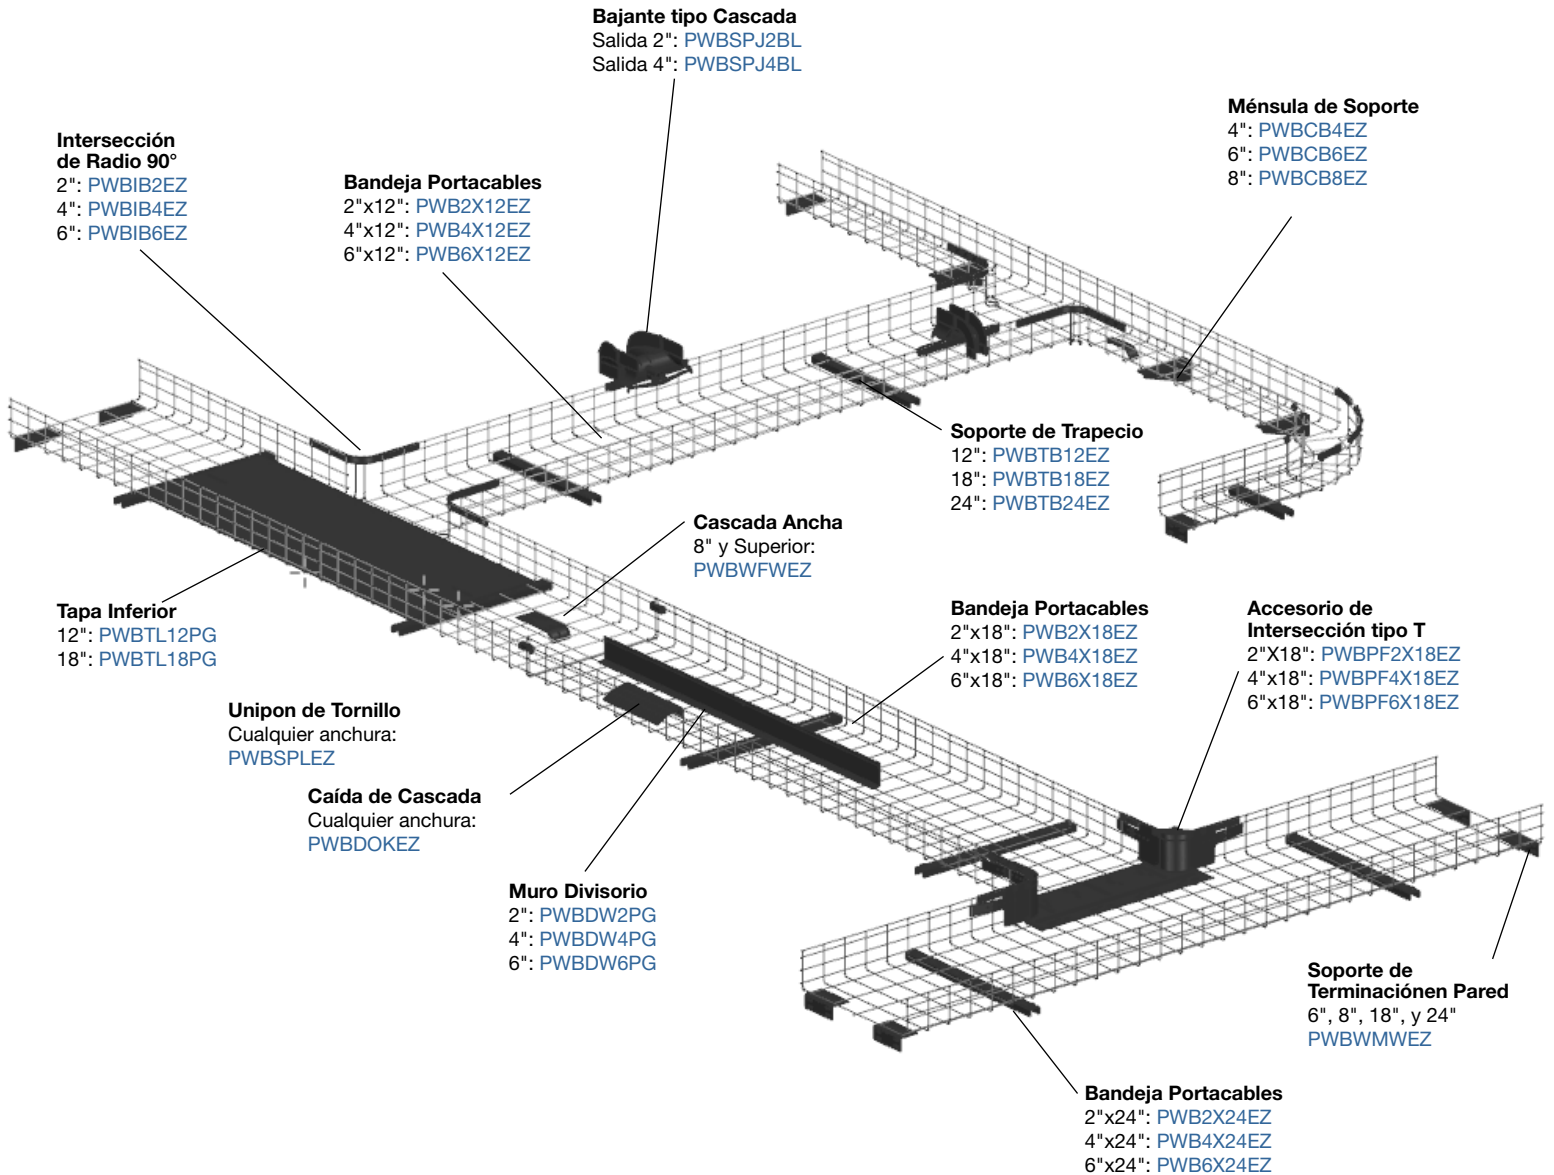 Bajante tipo Cascada
Salida 2": PWBSPJ2BL
Salida 4": PWBSPJ4BL
Ménsula de Soporte
4": PWBCB4EZ
6": PWBCB6EZ
8": PWBCB8EZ
Intersección
de Radio 90°
2": PWBIB2EZ
4": PWBIB4EZ
6": PWBIB6EZ
Bandeja Portacables
2"x12": PWB2X12EZ
4"x12": PWB4X12EZ
6"x12": PWB6X12EZ
Soporte de Trapecio
12": PWBTB12EZ
18": PWBTB18EZ
24": PWBTB24EZ
Cascada Ancha
8" y Superior:
PWBWFWEZ
Tapa Inferior
12": PWBTL12PG
18": PWBTL18PG
Bandeja Portacables
2"x18": PWB2X18EZ
4"x18": PWB4X18EZ
6"x18": PWB6X18EZ
Accesorio de
Intersección tipo T
2"X18": PWBPF2X18EZ
4"x18": PWBPF4X18EZ
6"x18": PWBPF6X18EZ
Unipon de Tornillo
Cualquier anchura:
PWBSPLEZ
Caída de Cascada
Cualquier anchura:
PWBDOKEZ
Muro Divisorio
2": PWBDW2PG
4": PWBDW4PG
6": PWBDW6PG
Soporte de
Terminaciónen Pared
6", 8", 18", y 24"
PWBWMWEZ
Bandeja Portacables
2"x24": PWB2X24EZ
4"x24": PWB4X24EZ
6"x24": PWB6X24EZ